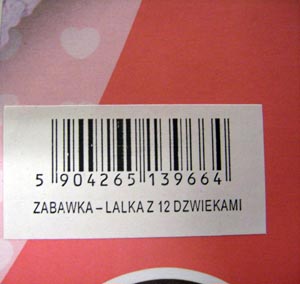 5 904265 139664
ZABAWKA – LALKA Z 12 DZWIEKAMI